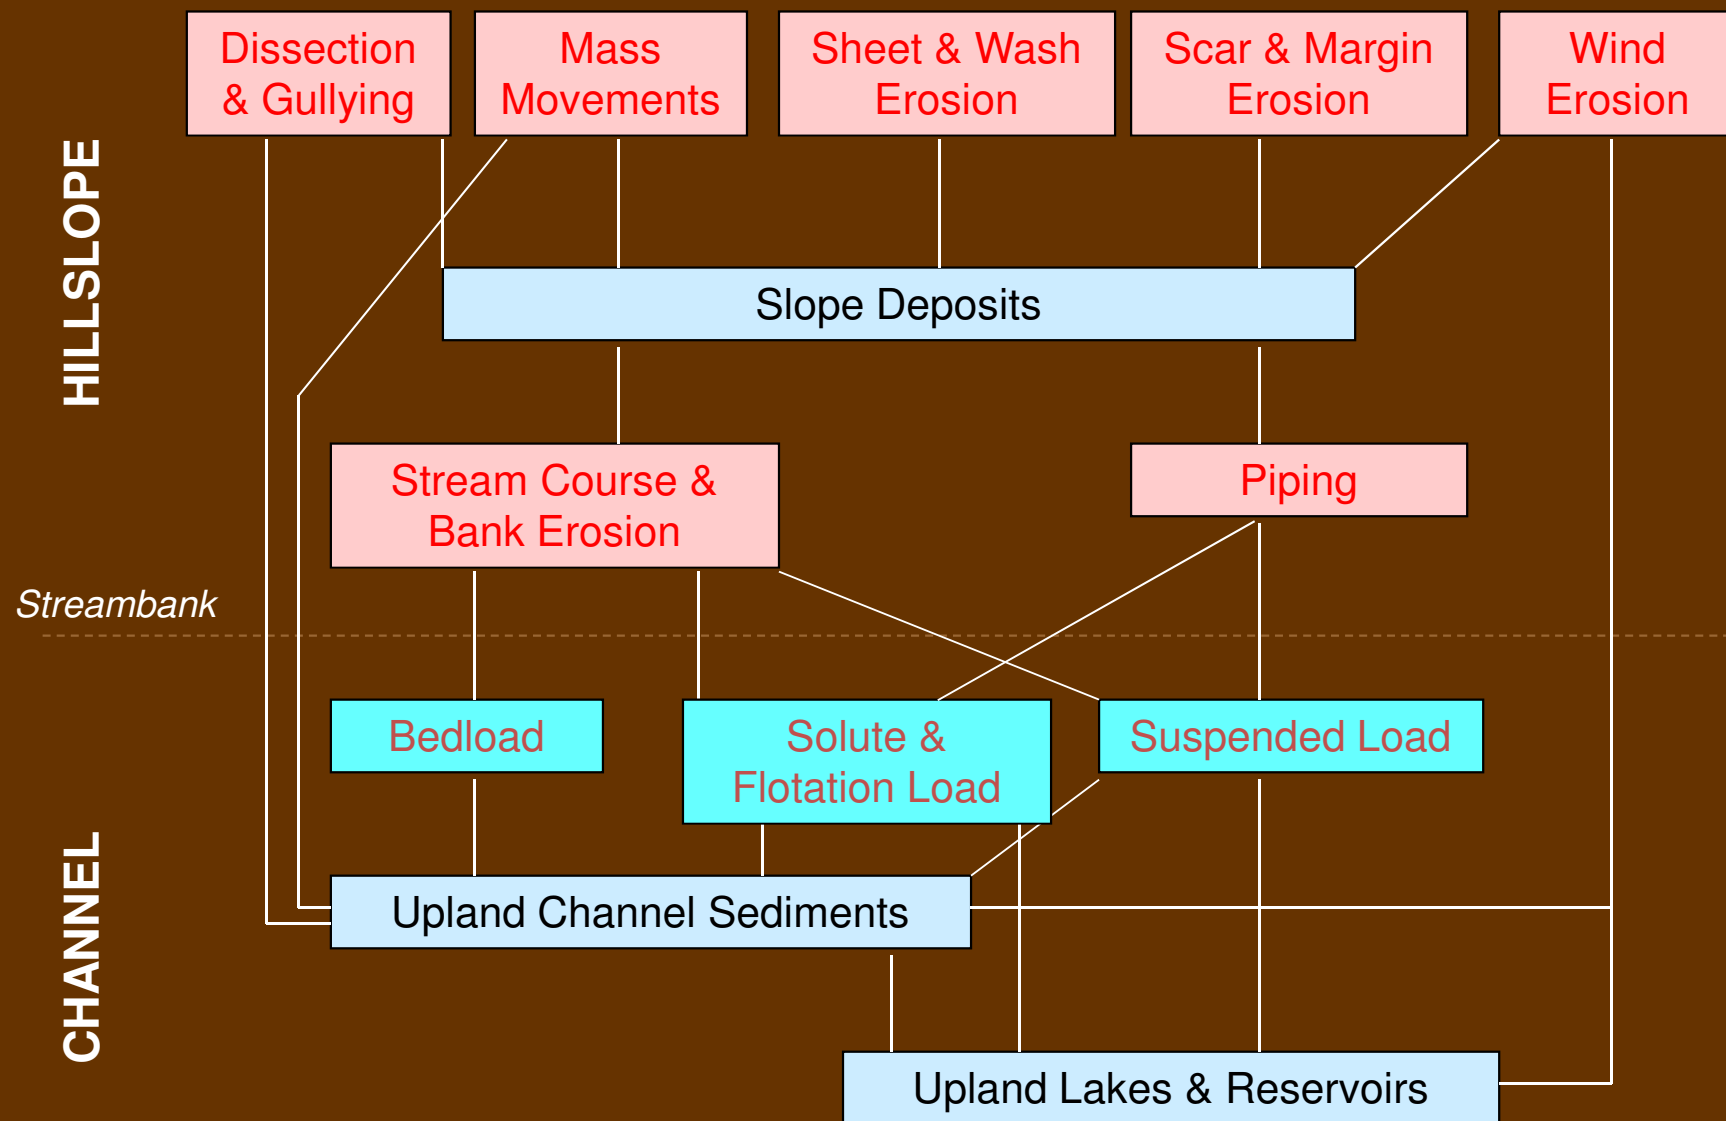 Dissection
& Gullying
Mass
Movements
Sheet & Wash
Erosion
Scar & Margin
Erosion
Wind
Erosion
HILLSLOPE
Slope Deposits
Stream Course &
Bank Erosion
Piping
Streambank
Bedload
Solute &
Flotation Load
Suspended Load
CHANNEL
Upland Channel Sediments
Upland Lakes & Reservoirs